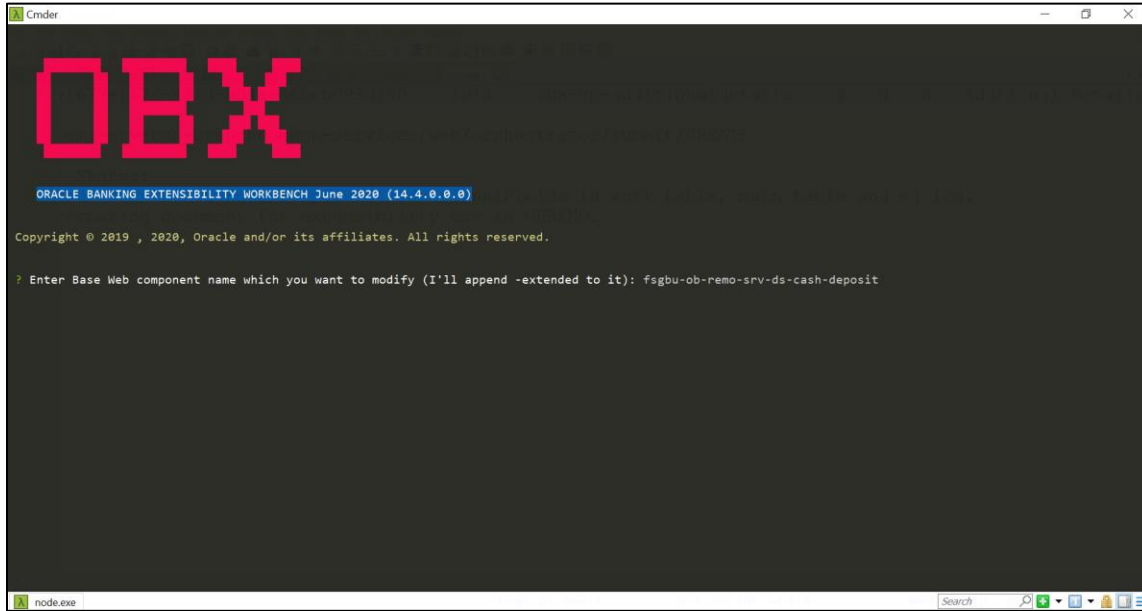 Cmder
OBX
ORACLE BANKING EXTENSIBILITY WORKBENCH June 2020 (14.4.0.0.0)
Copyright © 2019 , 2020, Oracle and/or its affiliates. All rights reserved.
? Enter Base Web component name which you want to modify (I'll append -extended to it): fsgbu-ob-remo-srv-ds-cash-deposit
node.exe
Search